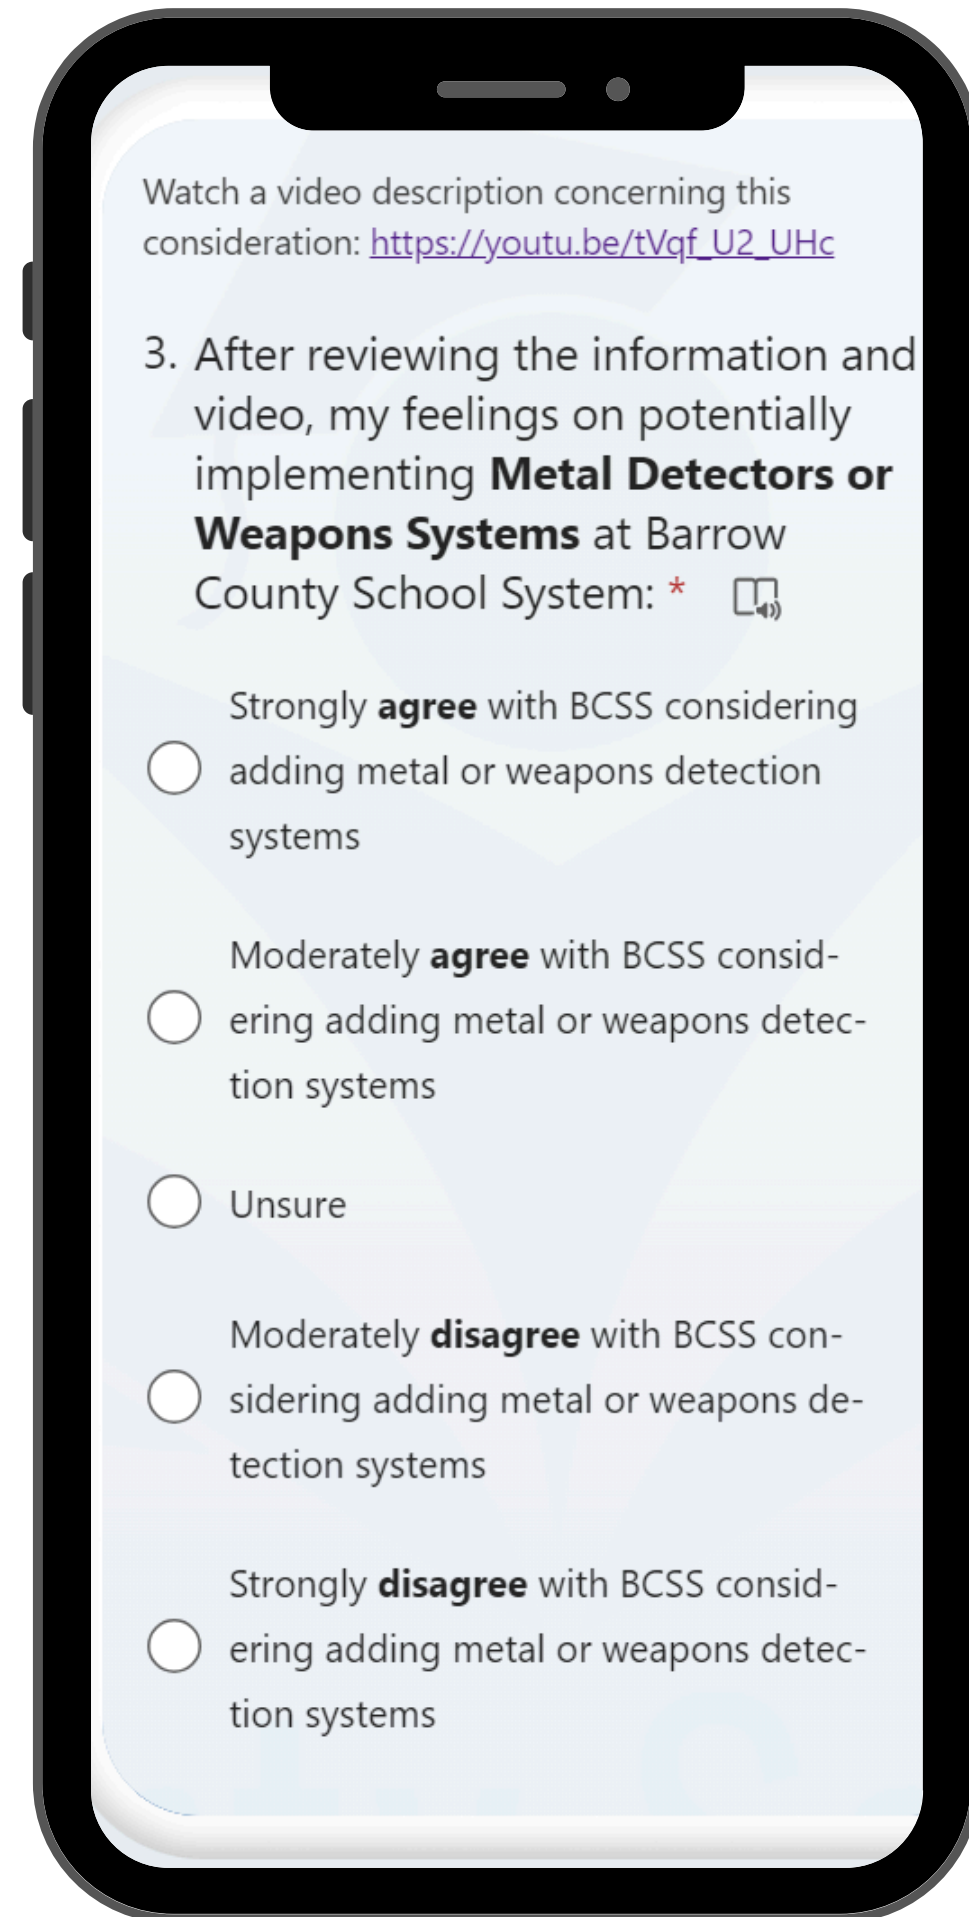 Watch a video description concerning this
consideration: https://youtu.be/tVqf_U2_UHc
3. After reviewing the information and
video, my feelings on potentially
implementing Metal Detectors or
Weapons Systems at Barrow
County School System: *
Strongly agree with BCSS considering
adding metal or weapons detection
systems
Moderately agree with BCSS consid-
ering adding metal or weapons detec-
tion systems
Unsure
Moderately disagree with BCSS con-
sidering adding metal or weapons de-
tection systems
Strongly disagree with BCSS consid-
ering adding metal or weapons detec-
tion systems